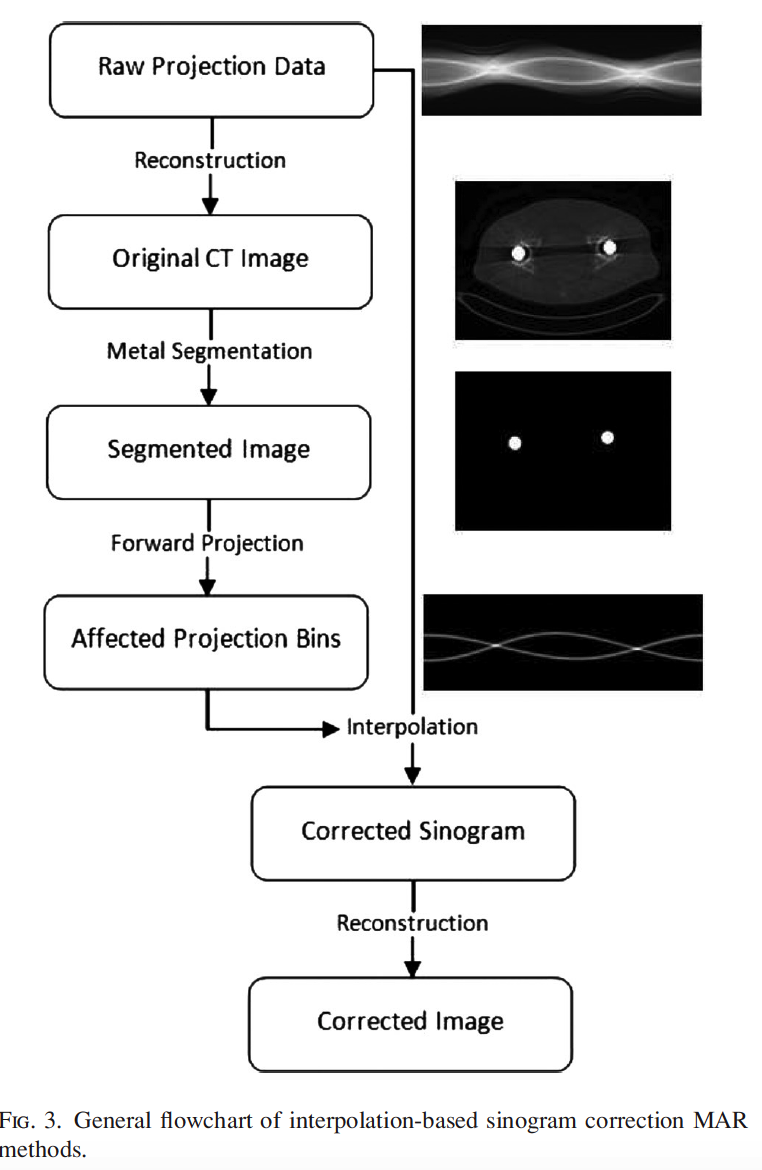 Raw Projection Data
Reconstruction
Original CT Image
Metal Segmentation
Segmented Image
Forward Projection
Affected Projection Bins
Interpolation
Corrected Sinogram
Reconstruction
Corrected Image
FIG. 3. General flowchart of interpolation-based sinogram correction MAR
methods.